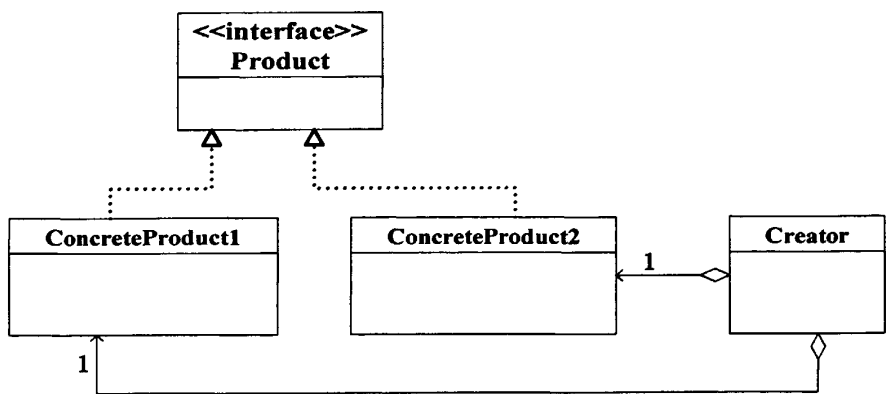 <<interface>>
Product
ConcreteProduct1
ConcreteProduct2
1
Creator
1